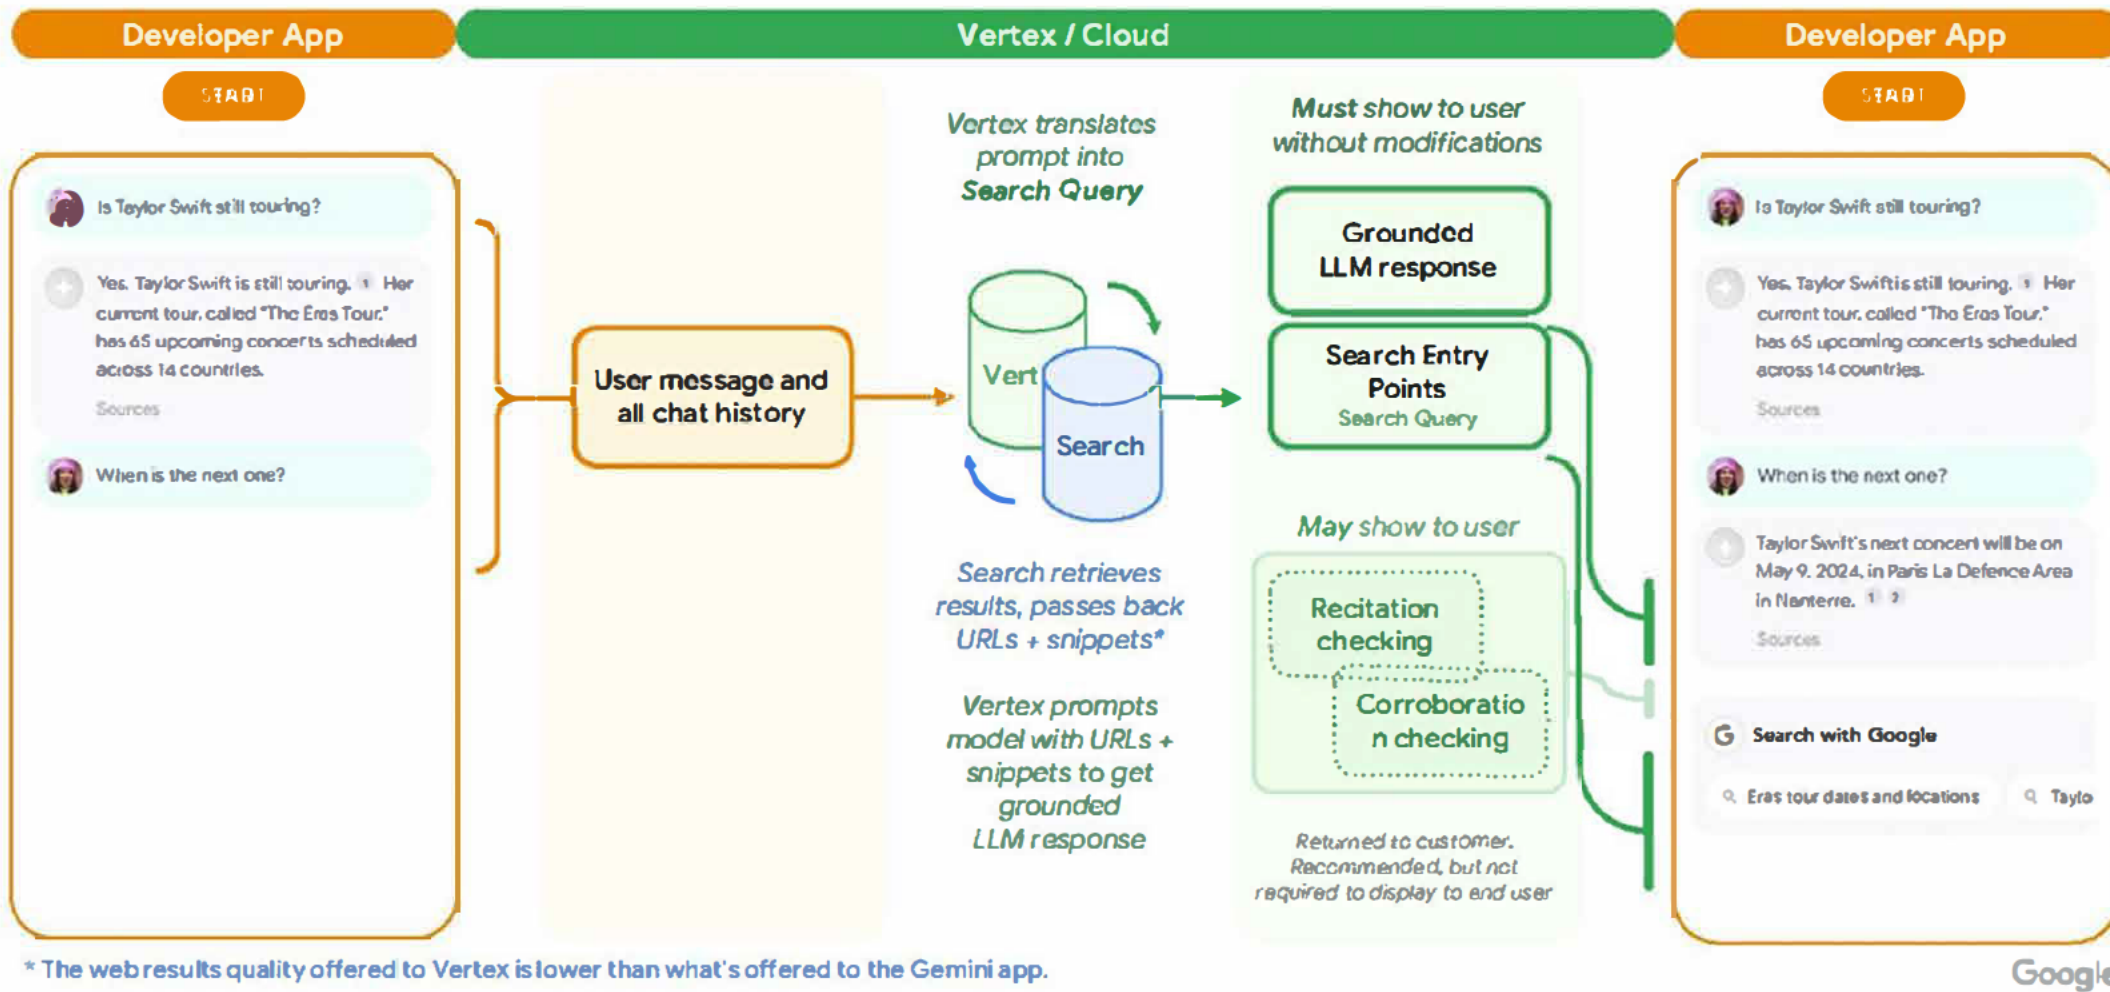 Developer App
START
Is Taylor Swift still touring?
Yes. Taylor Swift is still touring. 1 Her
current tour, called "The Eras Tour,"
has 65 upcoming concerts scheduled
across 14 countries.
Sources
When is the next one?
Vertex / Cloud
User message and
all chat history
Vertex translates
prompt into
Search Query
Vert
Search
Search retrieves
results, passes back
URLs + snippets*
Vertex prompts
model with URLs +
snippets to get
grounded
LLM response
Must show to user
without modifications
Grounded
LLM response
Search Entry
Points
Search Query
May show to user
Recitation
checking
Corroboratio
n checking
Returned to customer.
Recommended, but not
required to display to end user
Developer App
START
Is Taylor Swift still touring?
Yes. Taylor Swift is still touring. 1 Her
current tour, called "The Eras Tour,"
has 65 upcoming concerts scheduled
across 14 countries.
Sources
When is the next one?
Taylor Swift's next concert will be on
May 9, 2024, in Paris La Defence Area
in Nanterre. 1 2
Sources
G Search with Google
Eras tour dates and locations
Taylo
* The web results quality offered to Vertex is lower than what's offered to the Gemini app.
Google